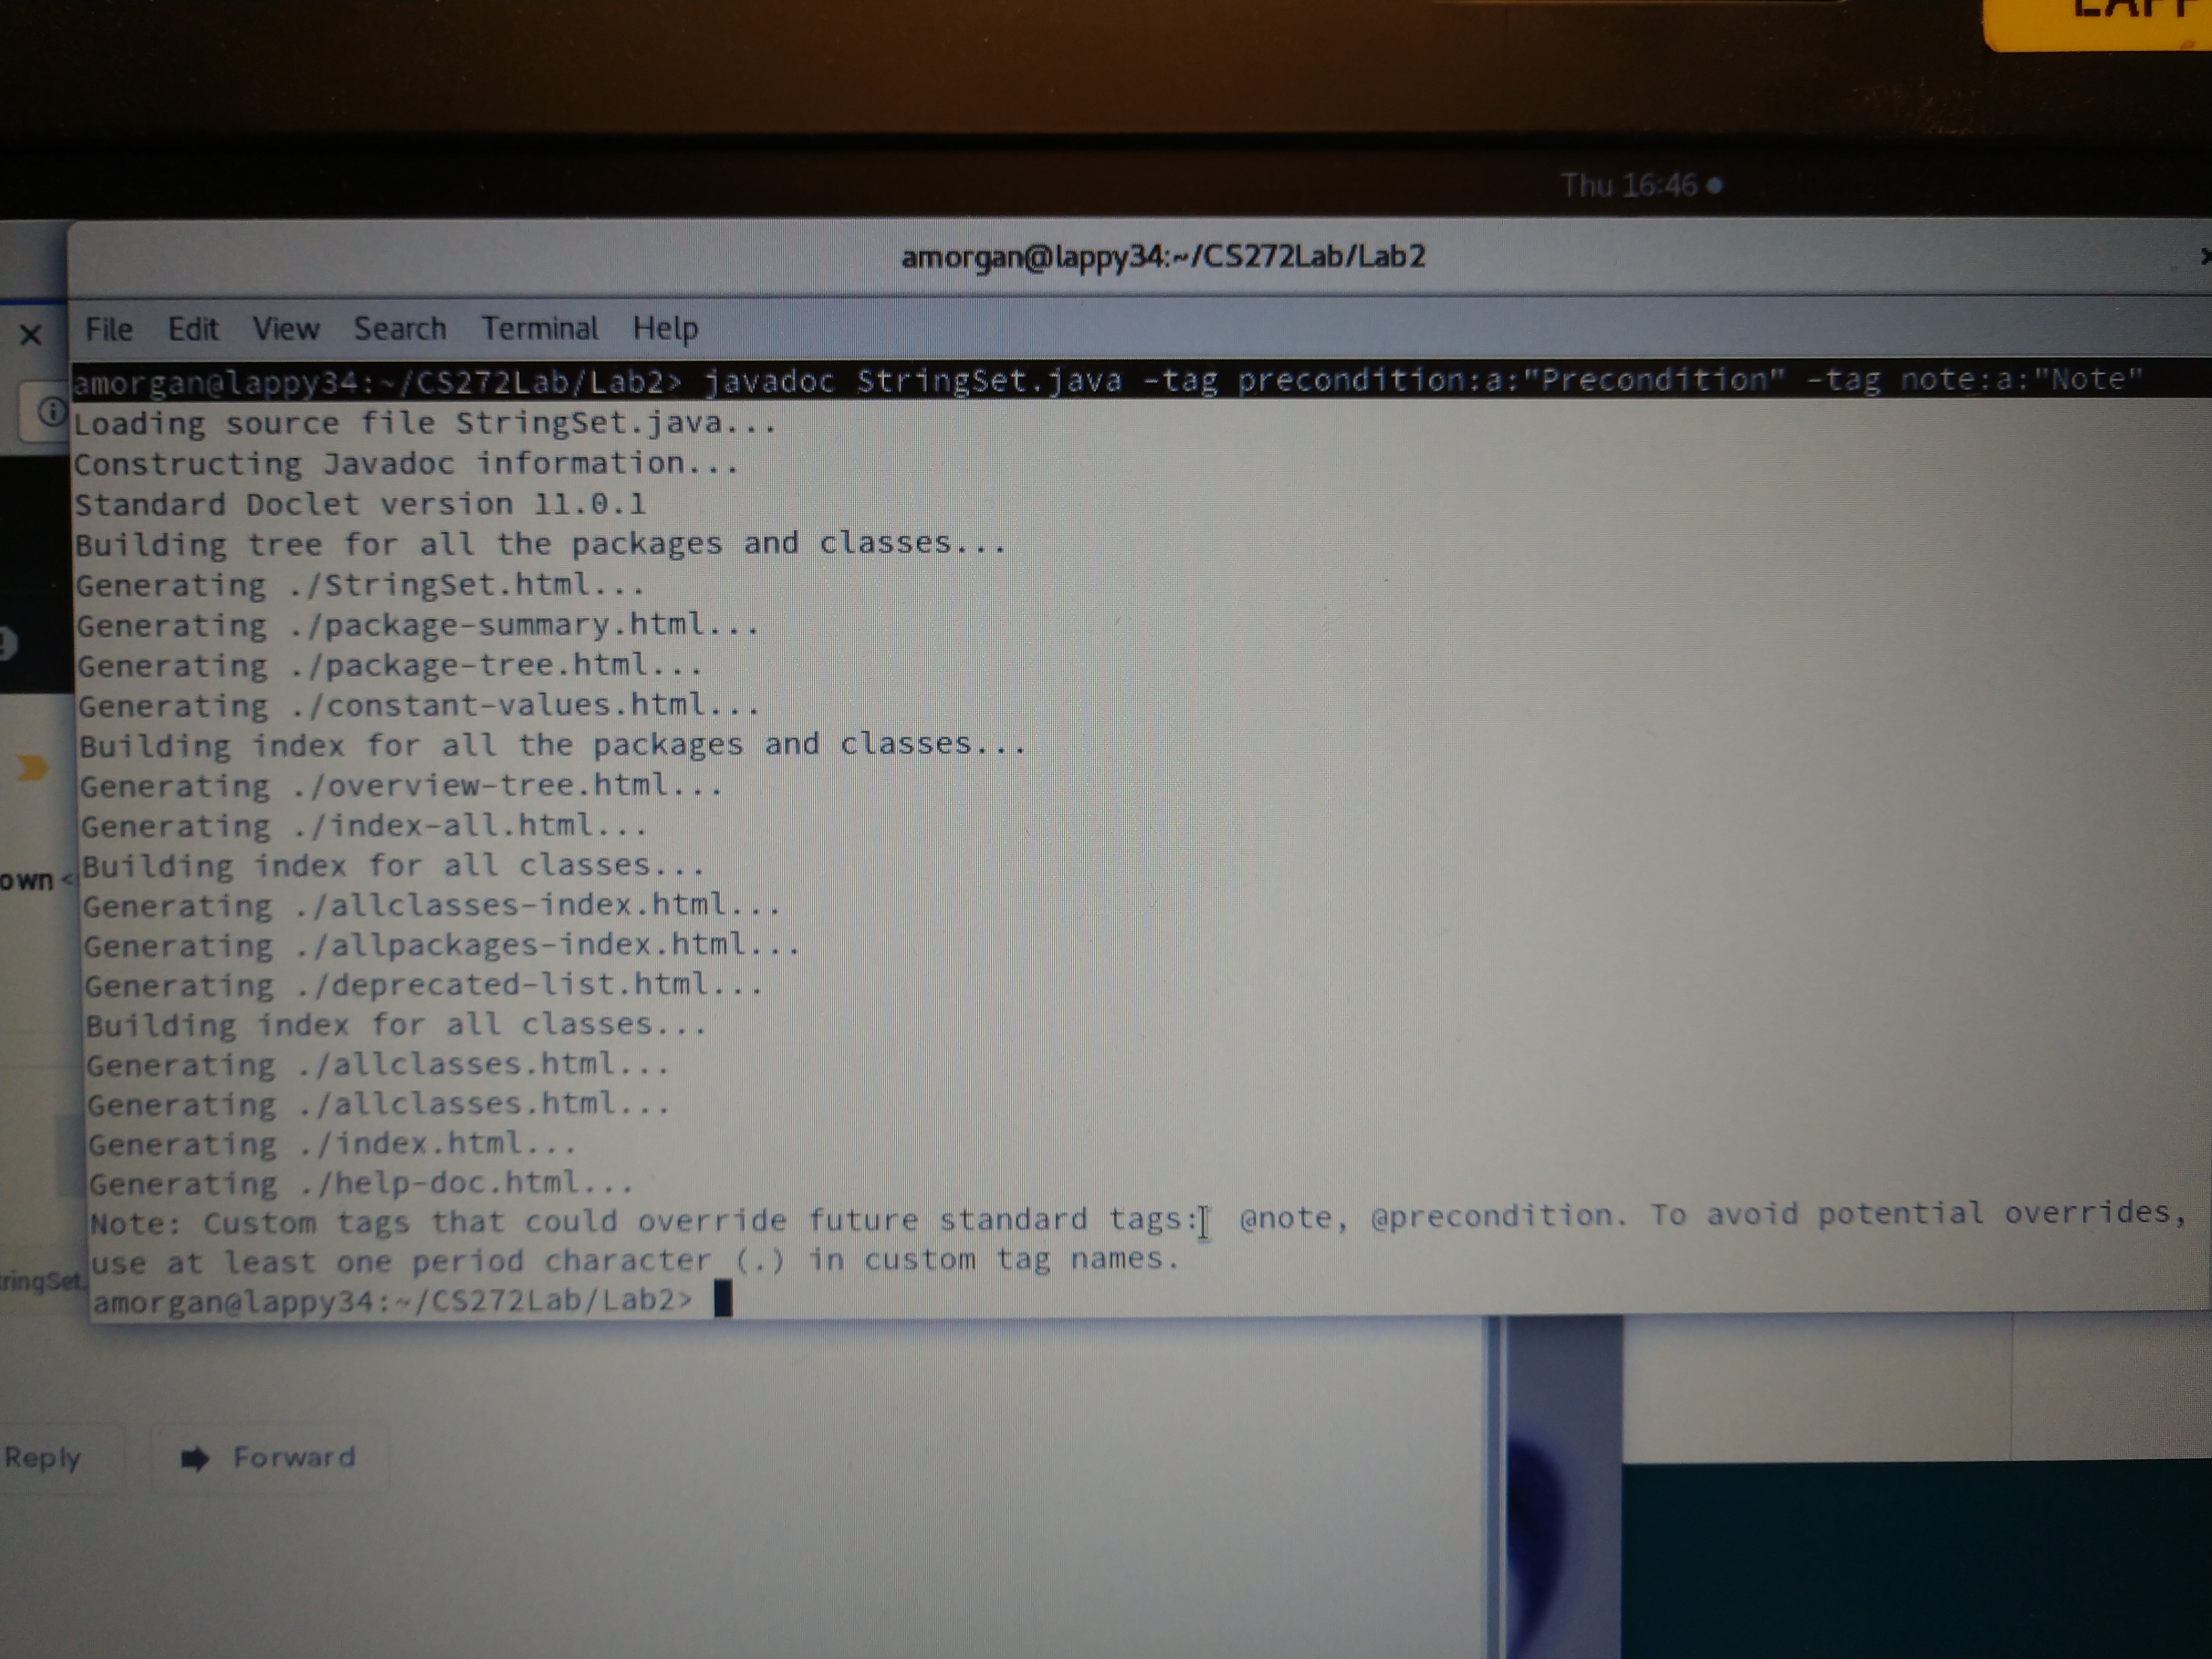 Thu 16:46
amorgan@lappy34:~/CS272Lab/Lab2
File Edit View Search Terminal Help
amorgan@lappy34:~/CS272Lab/Lab2> javadoc StringSet.java -tag precondition:a:"Precondition" -tag note:a:"Note"
Loading source file StringSet.java...
Constructing Javadoc information...
Standard Doclet version 11.0.1
Building tree for all the packages and classes...
Generating ./StringSet.html...
Generating ./package-summary.html...
Generating ./package-tree.html...
Generating ./constant-values.html...
Building index for all the packages and classes...
Generating ./overview-tree.html...
Generating ./index-all.html...
Building index for all classes...
Generating ./allclasses-index.html...
Generating ./allpackages-index.html...
Generating ./deprecated-list.html...
Building index for all classes...
Generating ./allclasses.html...
Generating ./allclasses.html...
Generating ./index.html...
Generating ./help-doc.html...
Note: Custom tags that could override future standard tags: @note, @precondition. To avoid potential overrides,
use at least one period character (.) in custom tag names.
amorgan@lappy34:~/CS272Lab/Lab2>
own <
ringSet.
Reply
Forward